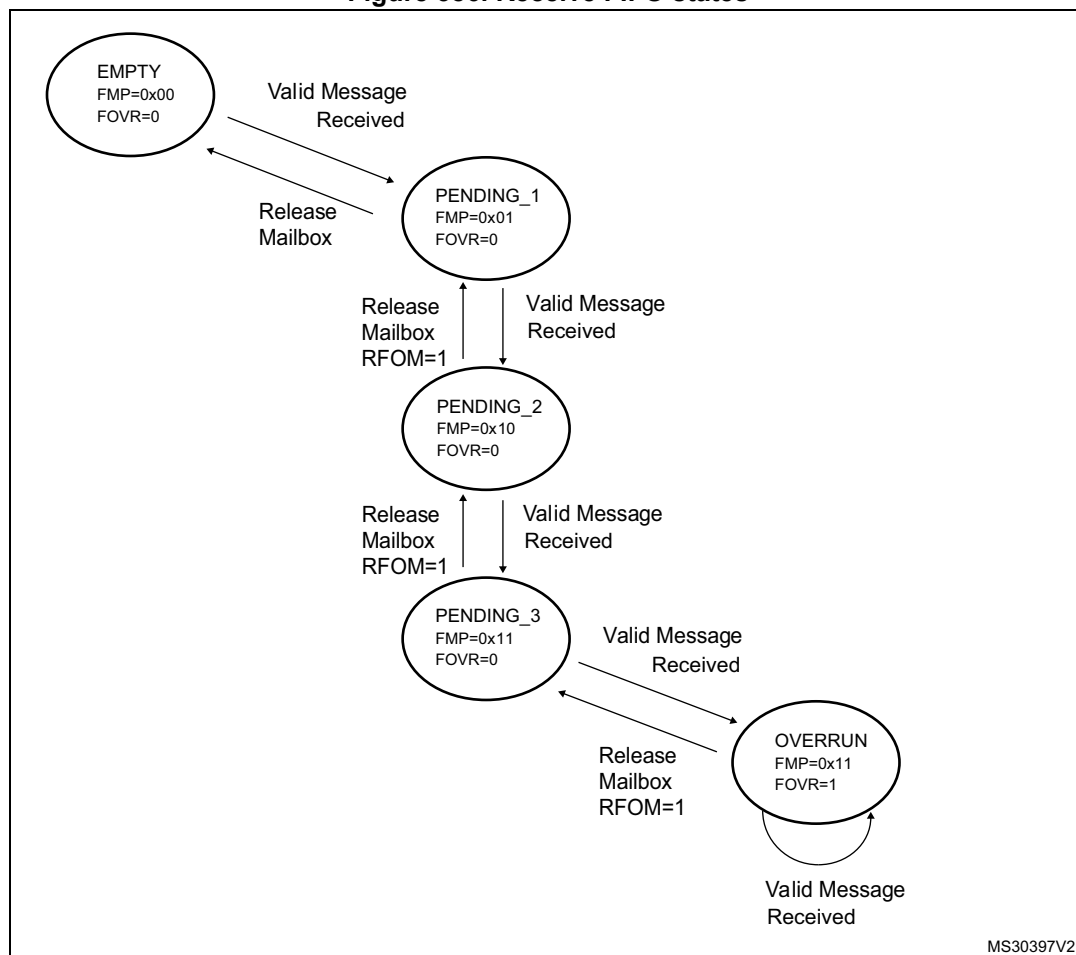 Figure Receive FIFO states
EMPTY
FMP=0x00
FOVR=0
Valid Message
Received
Release
Mailbox
PENDING_1
FMP=0x01
FOVR=0
Release
Mailbox
RFOM=1
Valid Message
Received
PENDING_2
FMP=0x10
FOVR=0
Release
Mailbox
RFOM=1
Valid Message
Received
PENDING_3
FMP=0x11
FOVR=0
Valid Message
Received
Release
Mailbox
RFOM=1
OVERRUN
FMP=0x11
FOVR=1
Valid Message
Received
MS30397V2